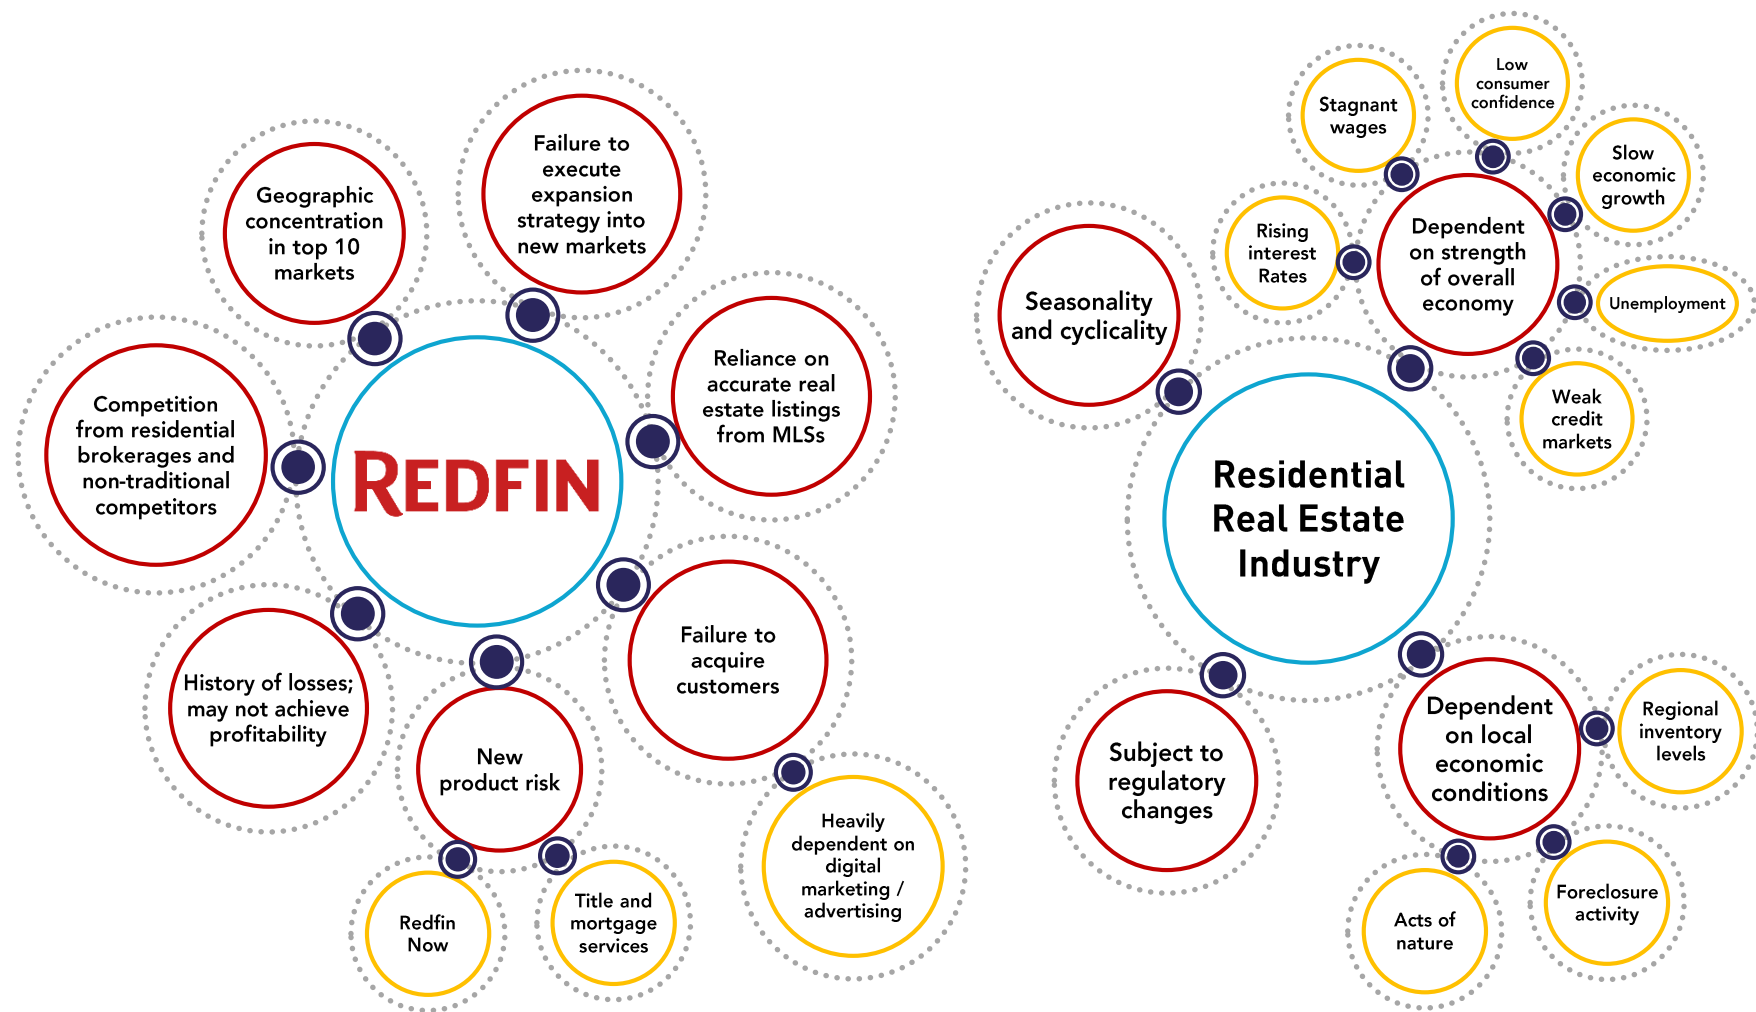 Geographic
concentration
in top 10
markets
Failure to
execute
expansion
strategy into
new markets
Competition
from residential
brokerages and
non-traditional
competitors
REDFIN
Reliance on
accurate real
estate listings
from MLSs
History of losses;
may not achieve
profitability
New
product risk
Failure to
acquire
customers
Redfin
Now
Title and
mortgage
services
Heavily
dependent on
digital
marketing /
advertising
Seasonality
and cyclicality
Dependent
on strength
of overall
economy
Rising
interest
Rates
Stagnant
wages
Low
consumer
confidence
Slow
economic
growth
Unemployment
Weak
credit
markets
Residential
Real Estate
Industry
Subject to
regulatory
changes
Dependent
on local
economic
conditions
Regional
inventory
levels
Acts of
nature
Foreclosure
activity